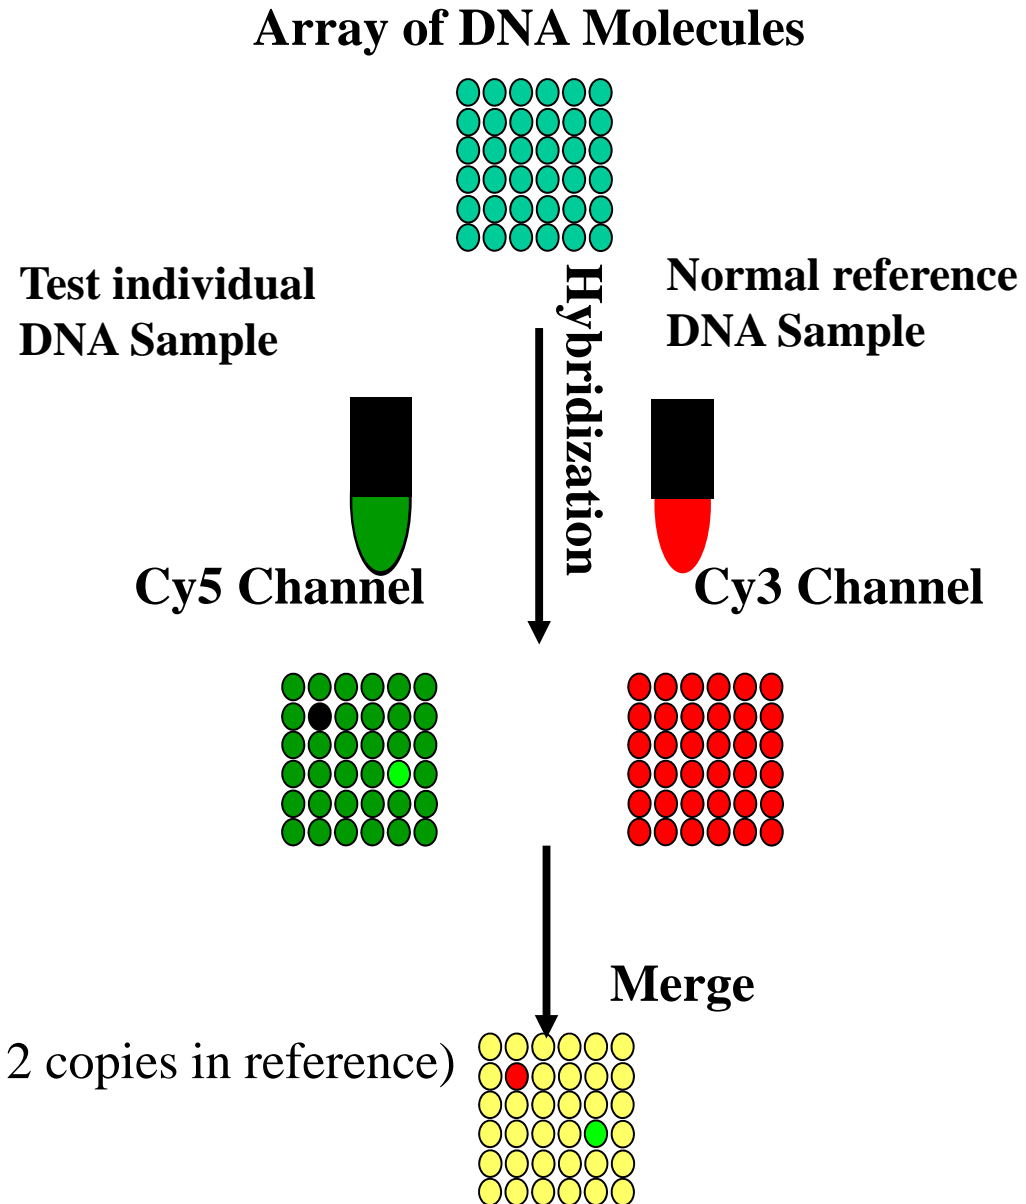 Array of DNA Molecules
Test individual
DNA Sample
Hybridization
Normal reference
DNA Sample
Cy5 Channel
Cy3 Channel
Merge
2 copies in reference)